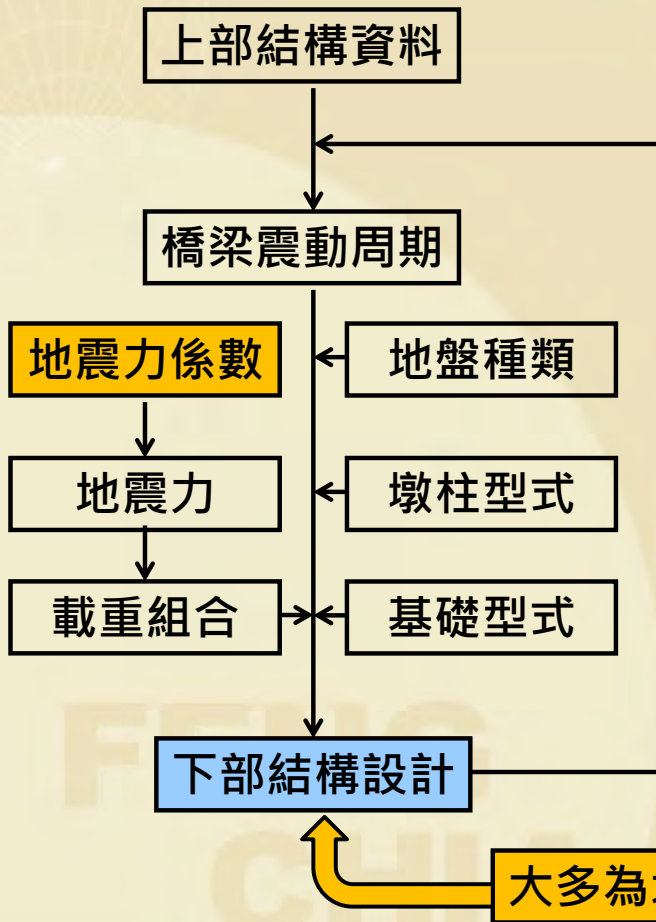 上部結構資料
橋梁震動周期
地震力係數
地盤種類
地震力
墩柱型式
載重組合
基礎型式
下部結構設計
大多為
FENG
CHIA